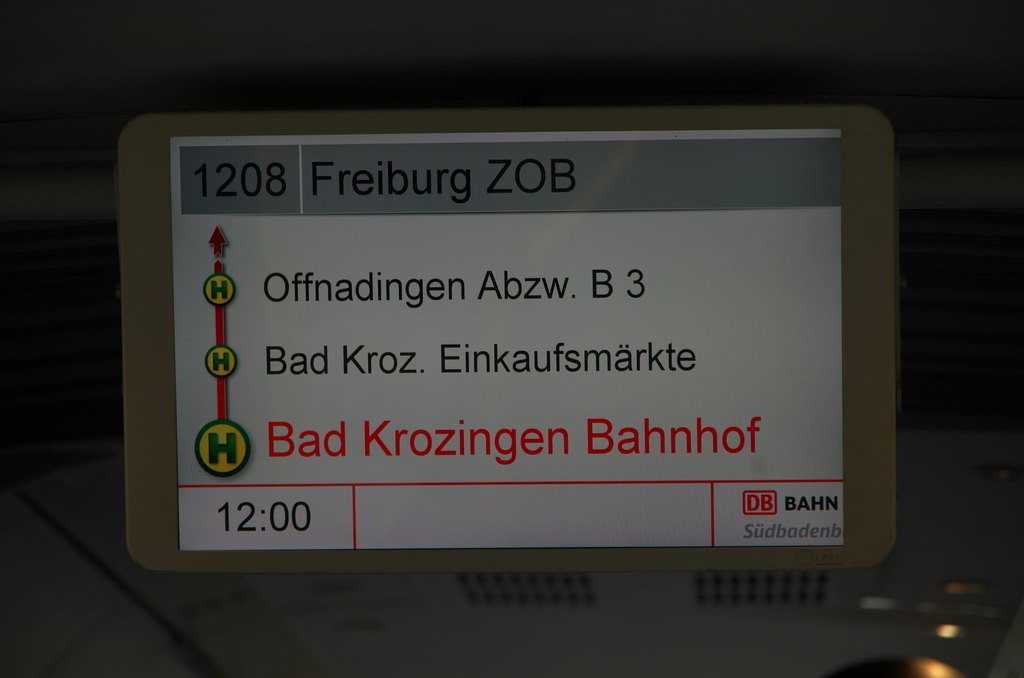 1208 Freiburg ZOB
H Offnadingen Abzw. B 3
H Bad Kroz. Einkaufsmärkte
H Bad Krozingen Bahnhof
12:00 DB BAHN
Südbadenb